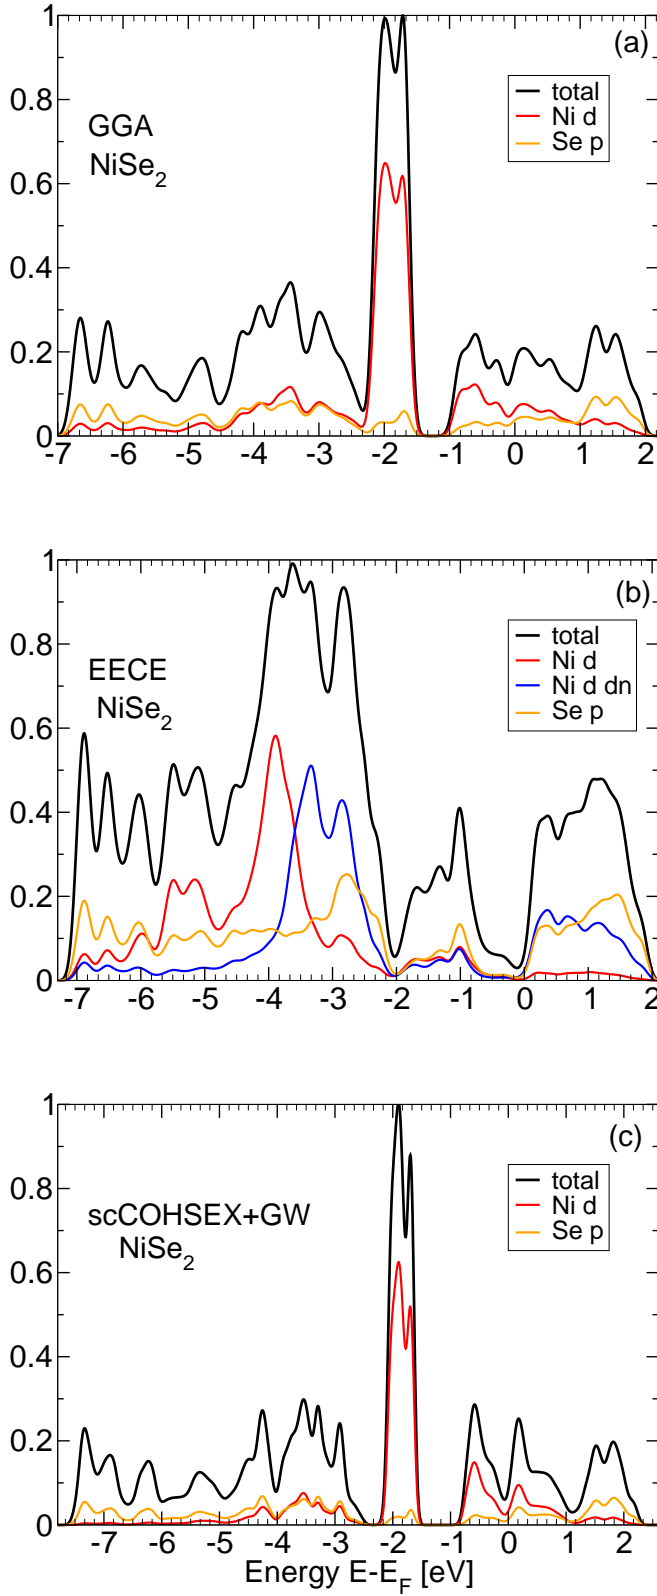 1
(a)
total
Ni d
Se p
GGA
NiSe2
0.8
0.6
0.4
0.2
0
-7 -6 -5 -4 -3 -2 -1 0 1 2
1
(b)
total
Ni d
Ni d dn
Se p
EECE
NiSe2
0.8
0.6
0.4
0.2
0
-7 -6 -5 -4 -3 -2 -1 0 1 2
1
(c)
total
Ni d
Se p
scCOHSEX+GW
NiSe2
0.8
0.6
0.4
0.2
0
-7 -6 -5 -4 -3 -2 -1 0 1 2
Energy E-EF [eV]